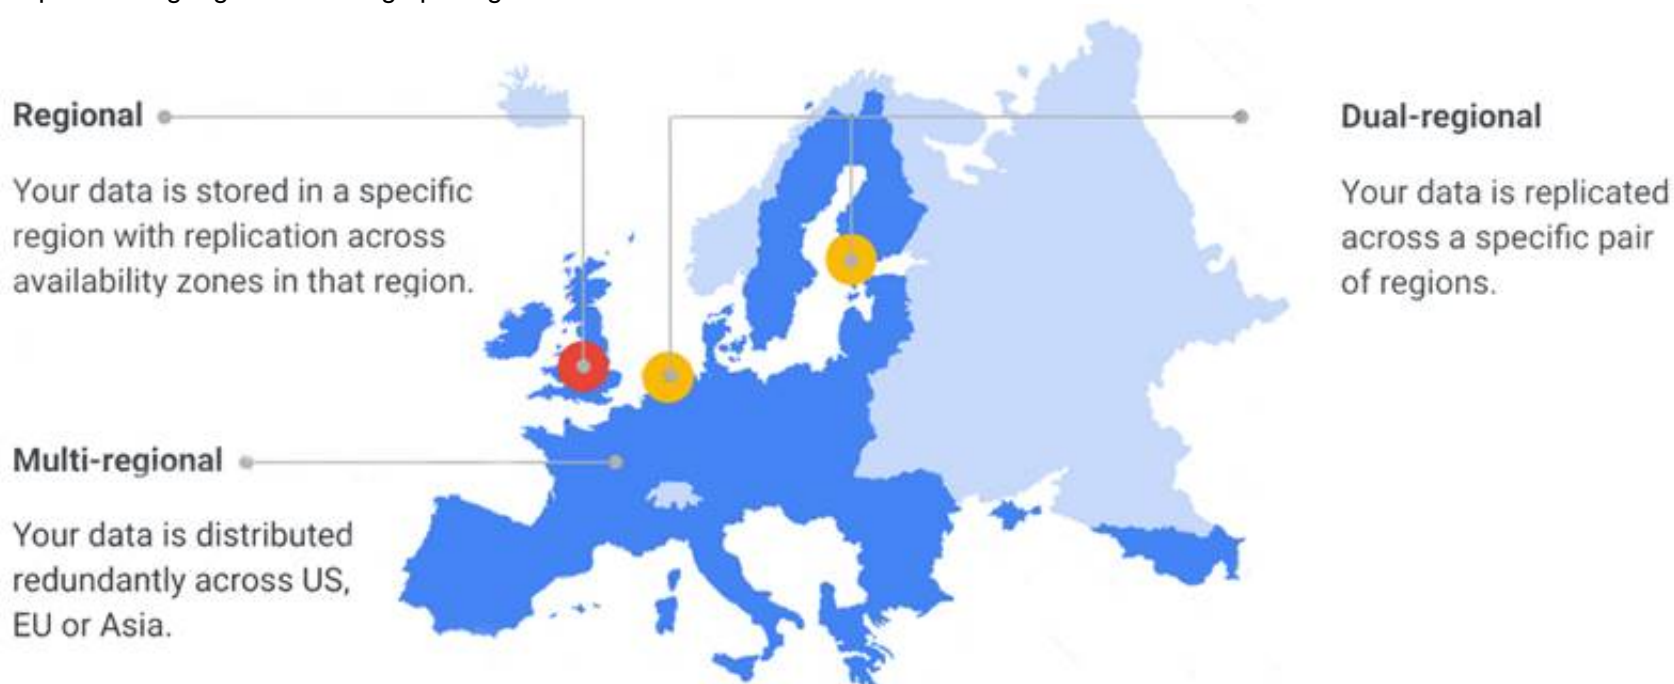 Regional
Your data is stored in a specific
region with replication across
availability zones in that region.
Dual-regional
Your data is replicated
across a specific pair
of regions.
Multi-regional
Your data is distributed
redundantly across US,
EU or Asia.